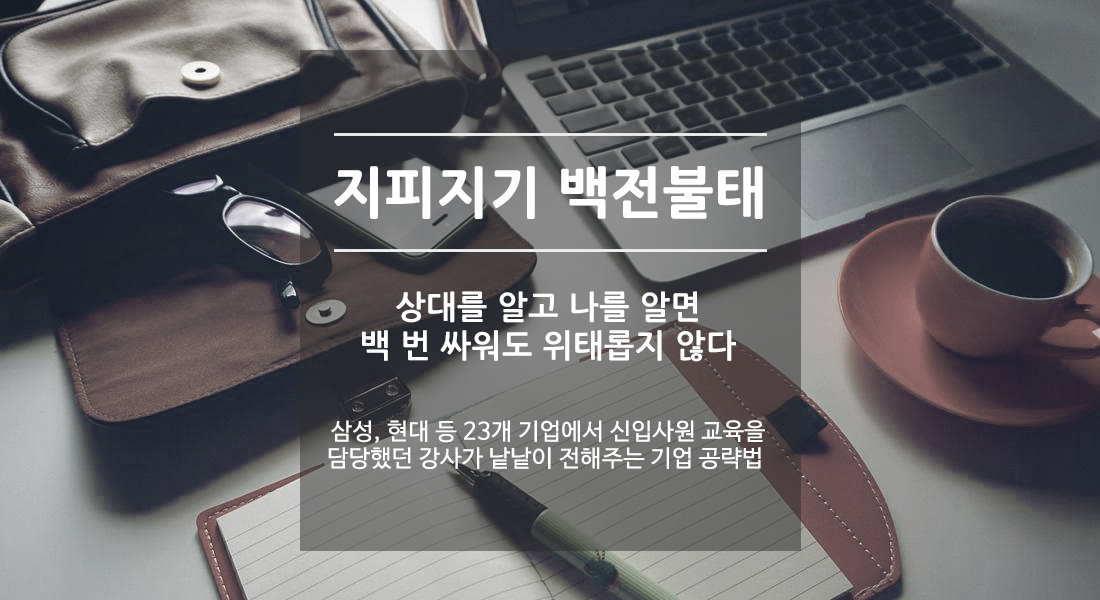 지피지기 백전불태
상대를 알고 나를 알면
백 번 싸워도 위태롭지 않다
삼성, 현대 등 23개 기업에서 신입사원 교육을
담당했던 강사가 낱낱이 전해주는 기업 공략법